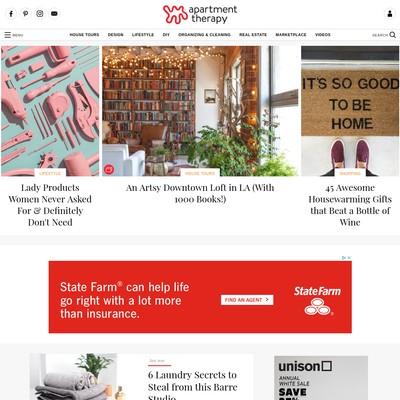 apartment
therapy
MENU
HOUSE TOURS DESIGN LIFESTYLE DIY ORGANIZING & CLEANING REAL ESTATE MARKETPLACE VIDEOS
SEARCH
IT'S SO GOOD
TO BE
HOME
LIFESTYLE
Lady Products
Women Never Asked
For & Definitely
Don't Need
HOUSE TOURS
An Artsy Downtown Loft in LA (With
1000 Books!)
SHOPPING
45 Awesome
Housewarming Gifts
that Beat a Bottle of
Wine
State Farm® can help life
go right with a lot more
than insurance.
FIND AN AGENT >
StateFarm
6 Laundry Secrets to
Steal from this Barre
Studio
unison
ANNUAL
WHITE SALE
SAVE